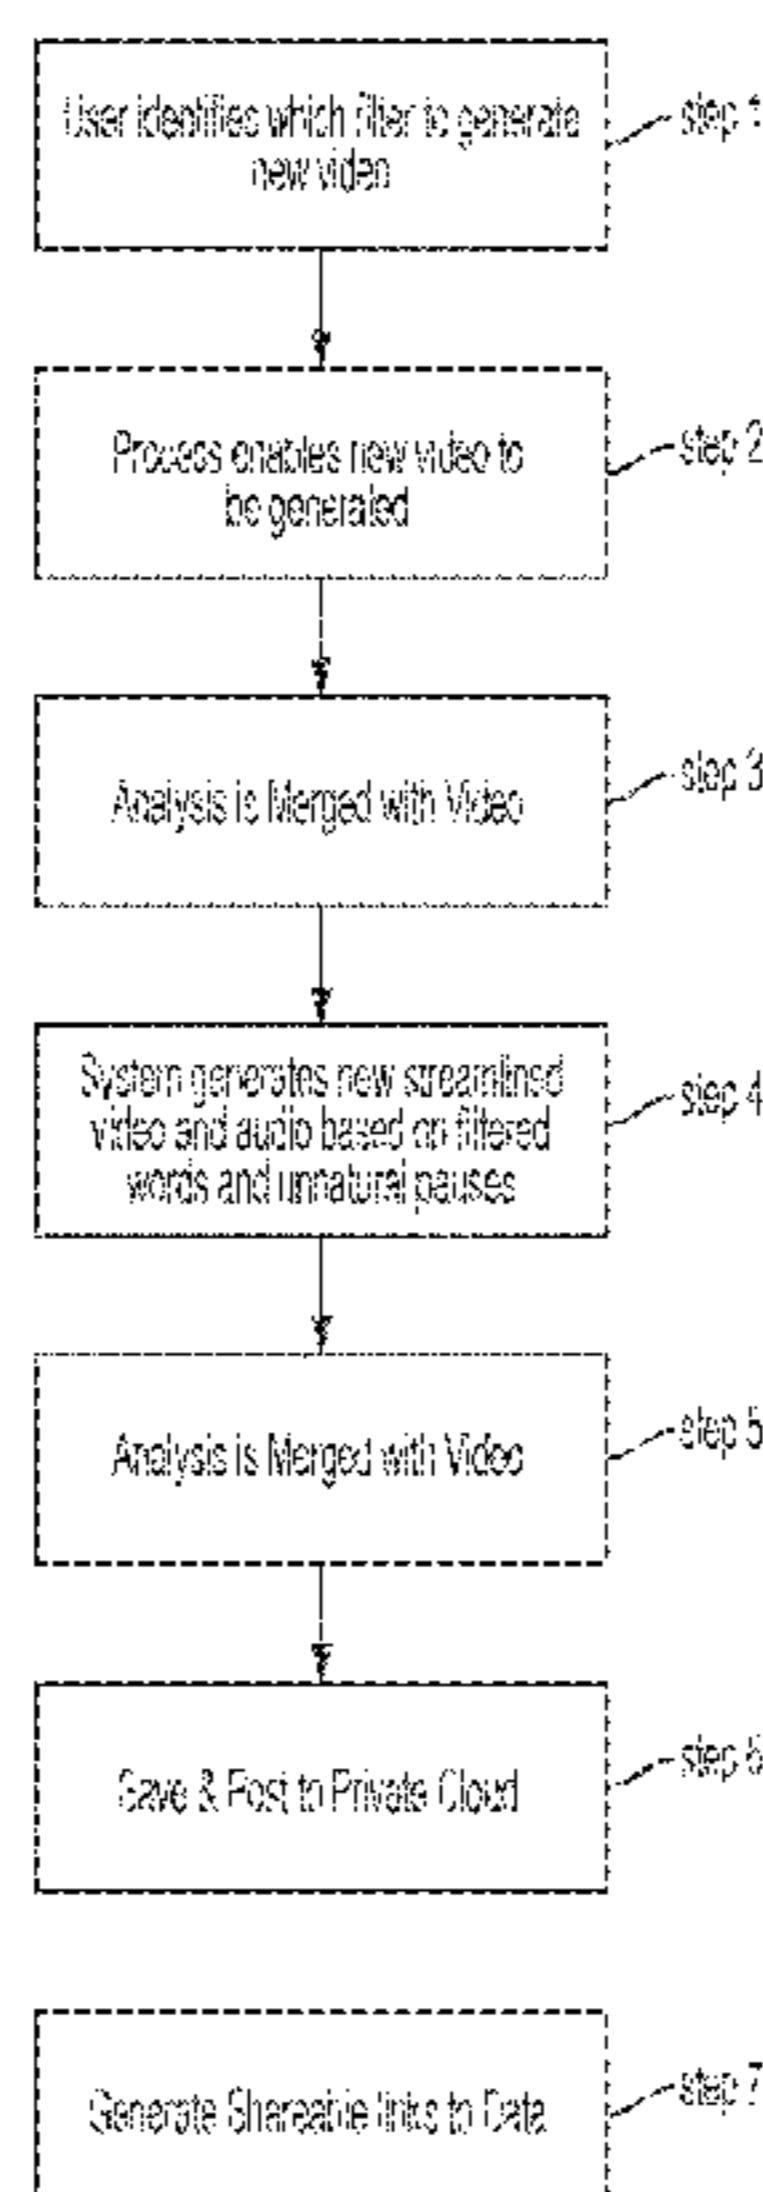 User identifies which filter to generate
new video
step 1
Process enables new video to
be generated
step 2
Analysis is Merged with Video
step 3
System generates new streamlined
video and audio based on filtered
words and unnatural pauses
step 4
Analysis is Merged with Video
step 5
Save & Post to Private Cloud
step 6
Generate Shareable links to Data
step 7